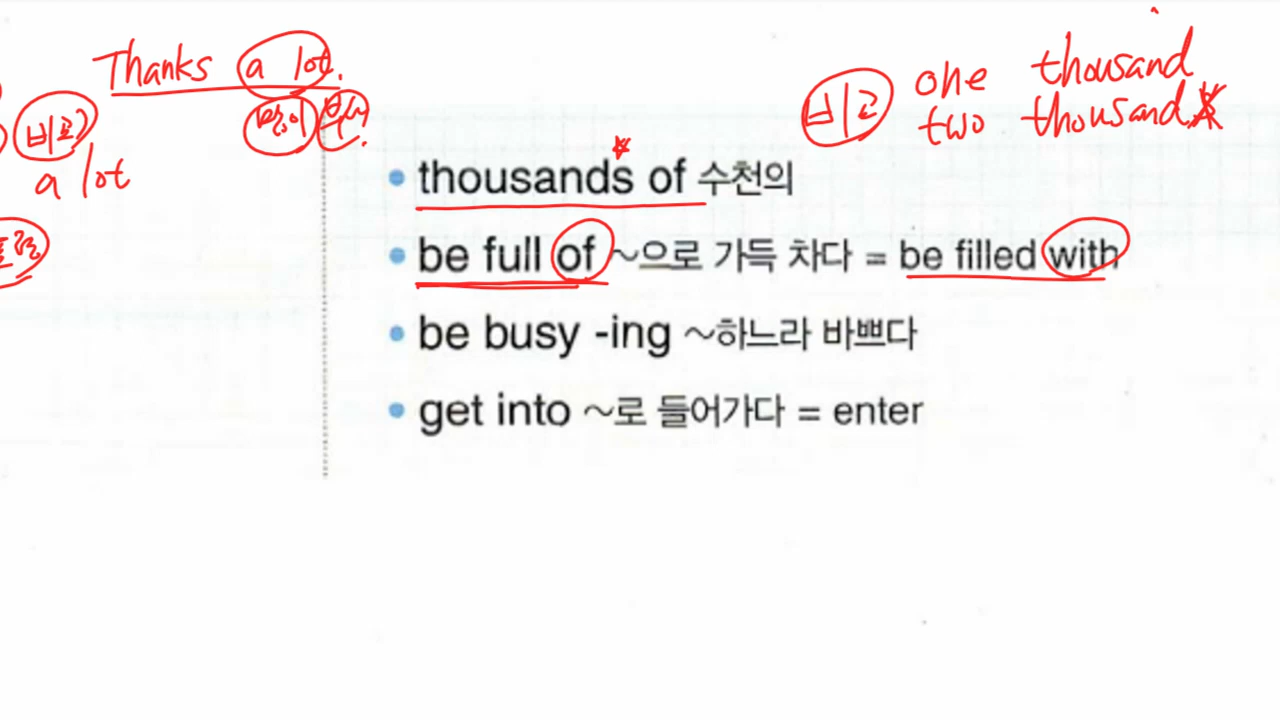 Thanks a lot.
많이 부사
비교
a lot
비교 one thousand
two thousand
• thousands of 수천의
• be full of ~으로 가득 차다 = be filled with
• be busy -ing ~하느라 바쁘다
• get into ~로 들어가다 = enter